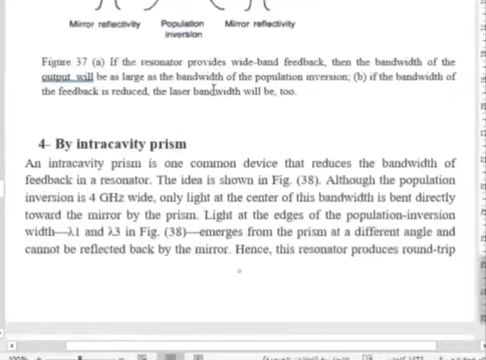 Mirror reflectivity Population Mirror reflectivity
inversion
Figure 37 (a) If the resonator provides wide-band feedback, then the bandwidth of the
output will be as large as the bandwidth of the population inversion; (b) if the bandwidth of
the feedback is reduced, the laser bandwidth will be, too.
4- By intracavity prism
An intracavity prism is one common device that reduces the bandwidth of
feedback in a resonator. The idea is shown in Fig. (38). Although the population
inversion is 4 GHz wide, only light at the center of this bandwidth is bent directly
toward the mirror by the prism. Light at the edges of the population-inversion
width—λ1 and λ3 in Fig. (38)—emerges from the prism at a different angle and
cannot be reflected back by the mirror. Hence, this resonator produces round-trip
100%